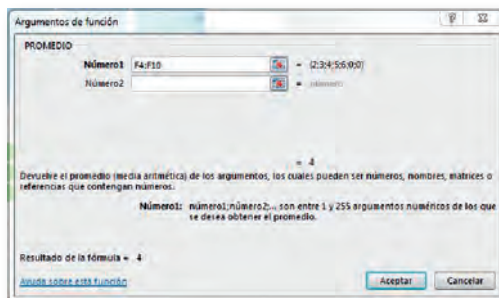 Argumentos de función
PROMEDIO
Número1 F4:F10 = {2;3;4;5;6;0;0}
Número2 = número
= 4
Devuelve el promedio (media aritmética) de los argumentos, los cuales pueden ser números, nombres, matrices o
referencias que contengan números.
Número1: número1;número2;... son entre 1 y 255 argumentos numéricos de los que
se desea obtener el promedio.
Resultado de la fórmula = 4
Ayuda sobre esta función
Aceptar Cancelar